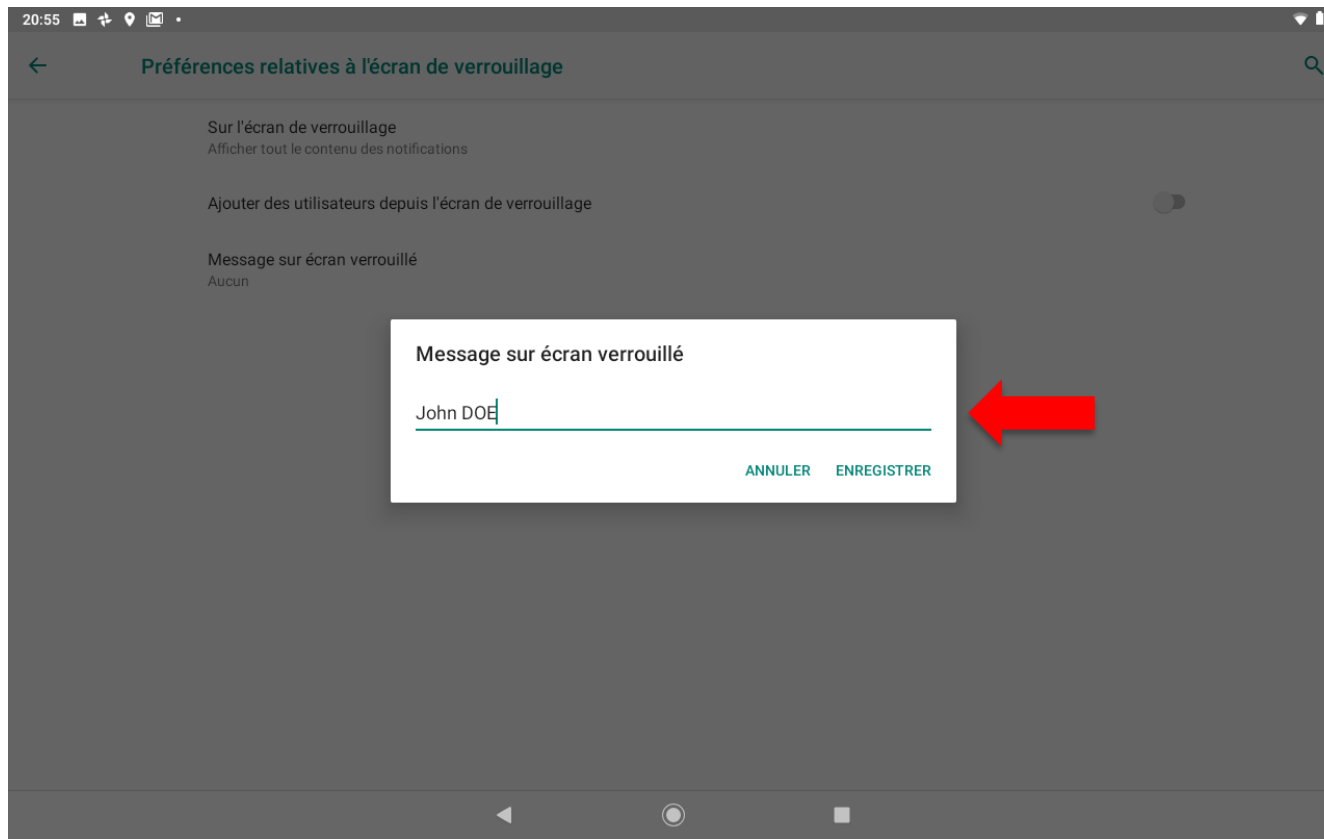 20:55
Préférences relatives à l'écran de verrouillage
Sur l'écran de verrouillage
Afficher tout le contenu des notifications
Ajouter des utilisateurs depuis l'écran de verrouillage
Message sur écran verrouillé
Aucun
Message sur écran verrouillé
John DOE
ANNULER ENREGISTRER